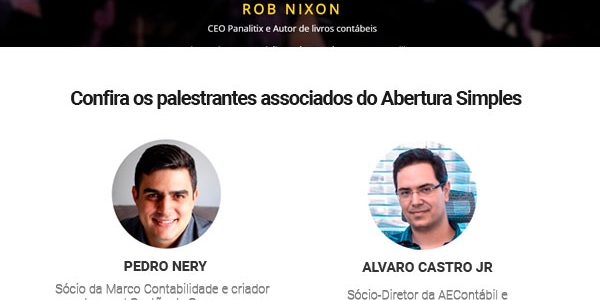 ROB NIXON
CEO Panalitix e Autor de livros contábeis
Confira os palestrantes associados do Abertura Simples
PEDRO NERY
ALVARO CASTRO JR
Sócio da Marco Contabilidade e criador
Sócio-Diretor da AEContábil e